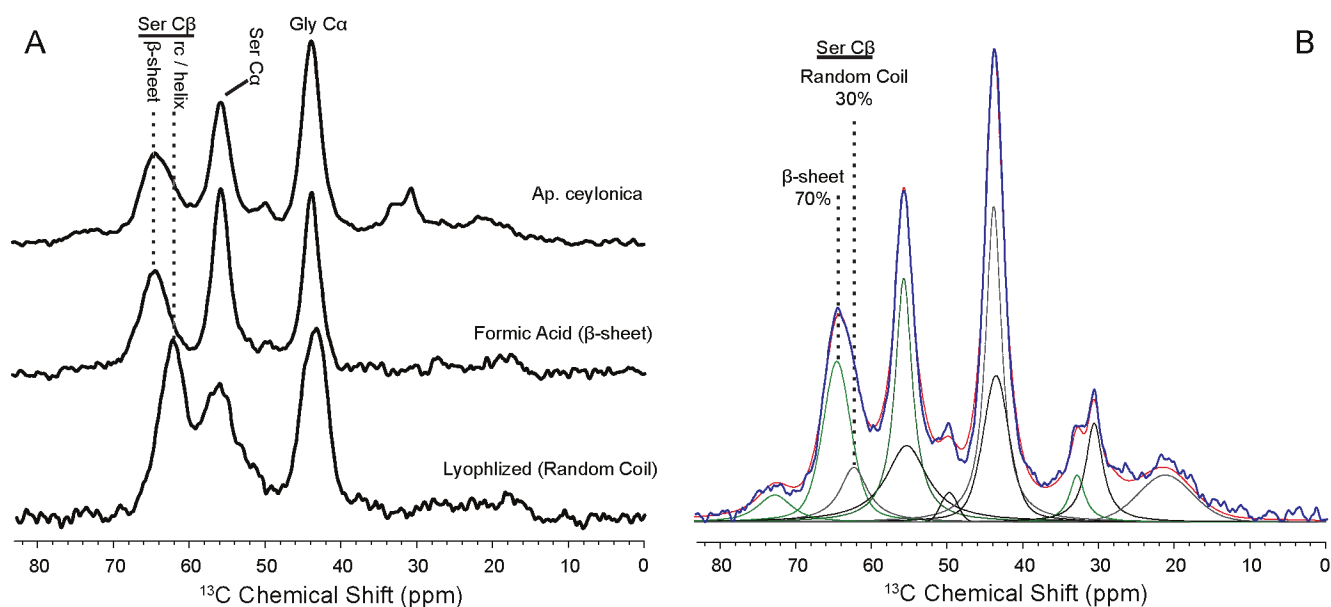 A
Ser Cβ
β-sheet
rc / helix
Ser Cα
Gly Cα
Ap. ceylonica
Formic Acid (β-sheet)
Lyophlized (Random Coil)
80 70 60 50 40 30 20 10 0
13C Chemical Shift (ppm)
B
Ser Cβ
Random Coil
30%
β-sheet
70%
80 70 60 50 40 30 20 10 0
13C Chemical Shift (ppm)